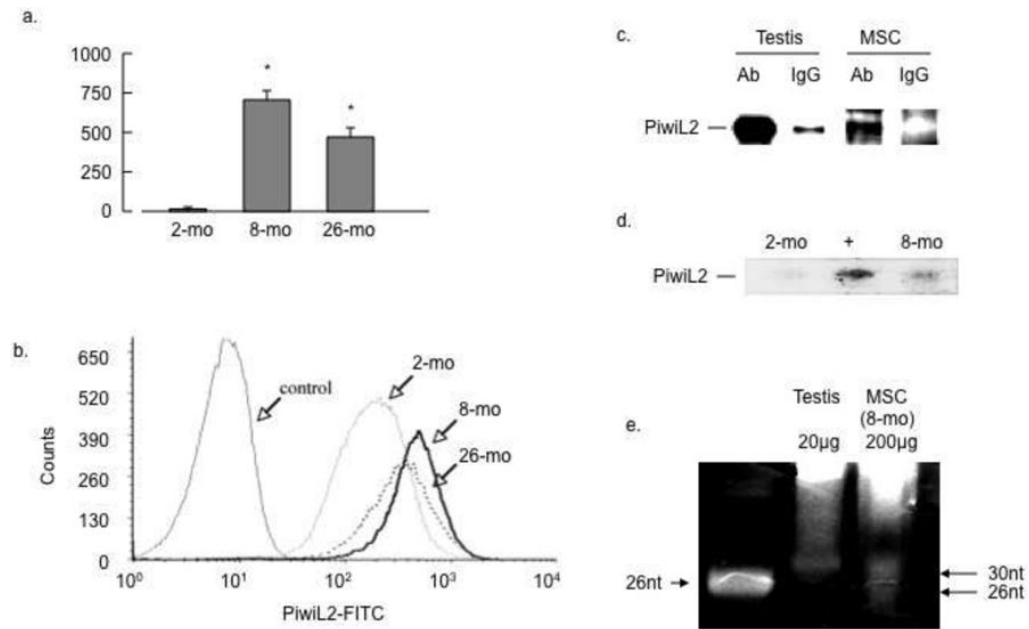 a.
1000
750
500
250
0
*
*
2-mo 8-mo 26-mo
b.
650
520
390
260
130
0
Counts
control
2-mo
8-mo
26-mo
10⁰ 10¹ 10² 10³ 10⁴
PiwiL2-FITC
c.
Testis MSC
Ab IgG Ab IgG
PiwiL2
d.
2-mo + 8-mo
PiwiL2
e.
Testis MSC
(8-mo)
20µg 200µg
26nt
30nt
26nt